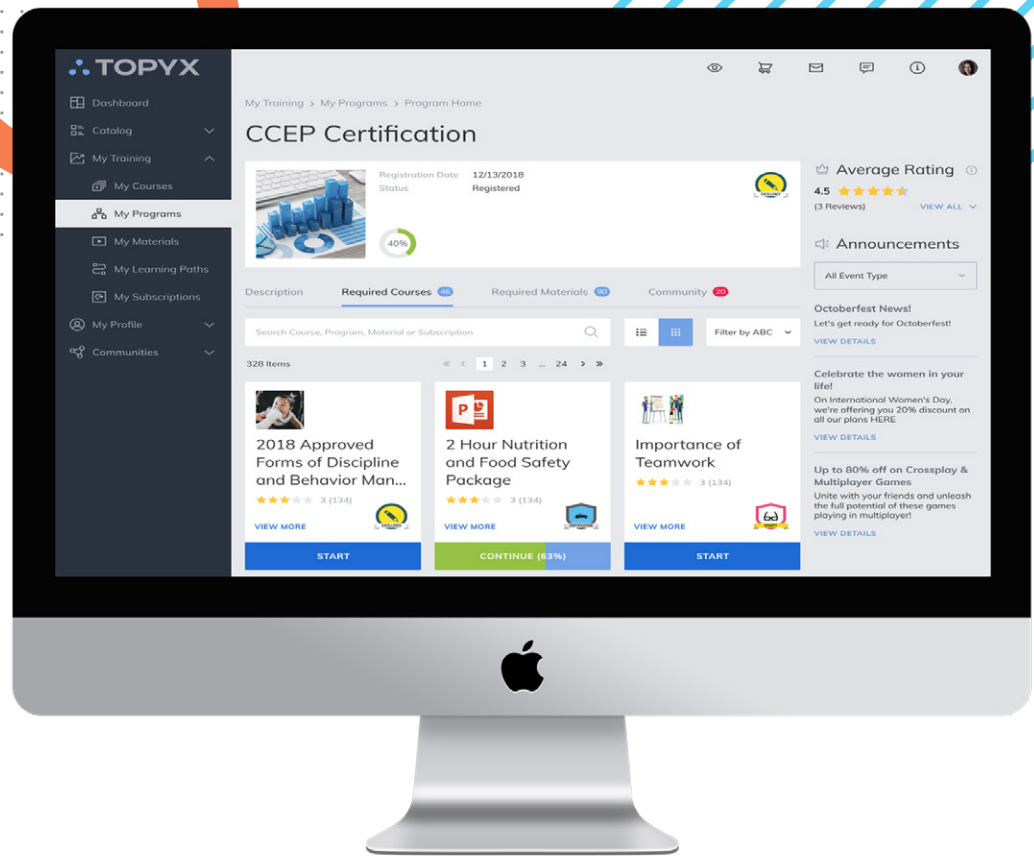 TOPYX
Dashboard
Catalog
My Training
My Courses
My Programs
My Materials
My Learning Paths
My Subscriptions
My Profile
Communities
My Training > My Programs > Program Home
CCEP Certification
Registration Date 12/13/2018
Status Registered
40%
Description Required Courses 46 Required Materials 90 Community 20
Search Course, Program, Material or Subscription
Filter by ABC
328 Items
« < 1 2 3 ... 24 > »
2018 Approved
Forms of Discipline
and Behavior Man...
3 (134)
VIEW MORE
START
P
2 Hour Nutrition
and Food Safety
Package
3 (134)
VIEW MORE
CONTINUE (63%)
Importance of
Teamwork
3 (134)
VIEW MORE
START
Average Rating
4.5
(3 Reviews) VIEW ALL
Announcements
All Event Type
Octoberfest News!
Let's get ready for Octoberfest!
VIEW DETAILS
Celebrate the women in your
life!
On International Women's Day,
we're offering you 20% discount on
all our plans HERE
VIEW DETAILS
Up to 80% off on Crossplay &
Multiplayer Games
Unite with your friends and unleash
the full potential of these games
playing in multiplayer!
VIEW DETAILS